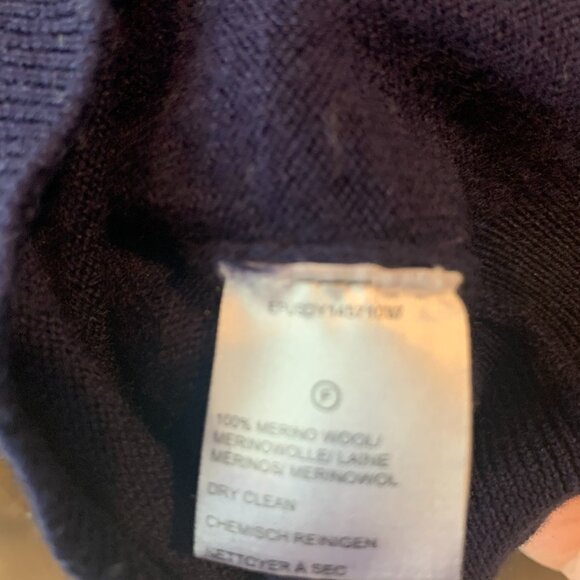 F
100% MERINO WOOL/
MERINOWOLLE/ LAINE
MERINOS/ MERINOWOL
DRY CLEAN
CHEMISCH REINIGEN
NETTOYER A SEC